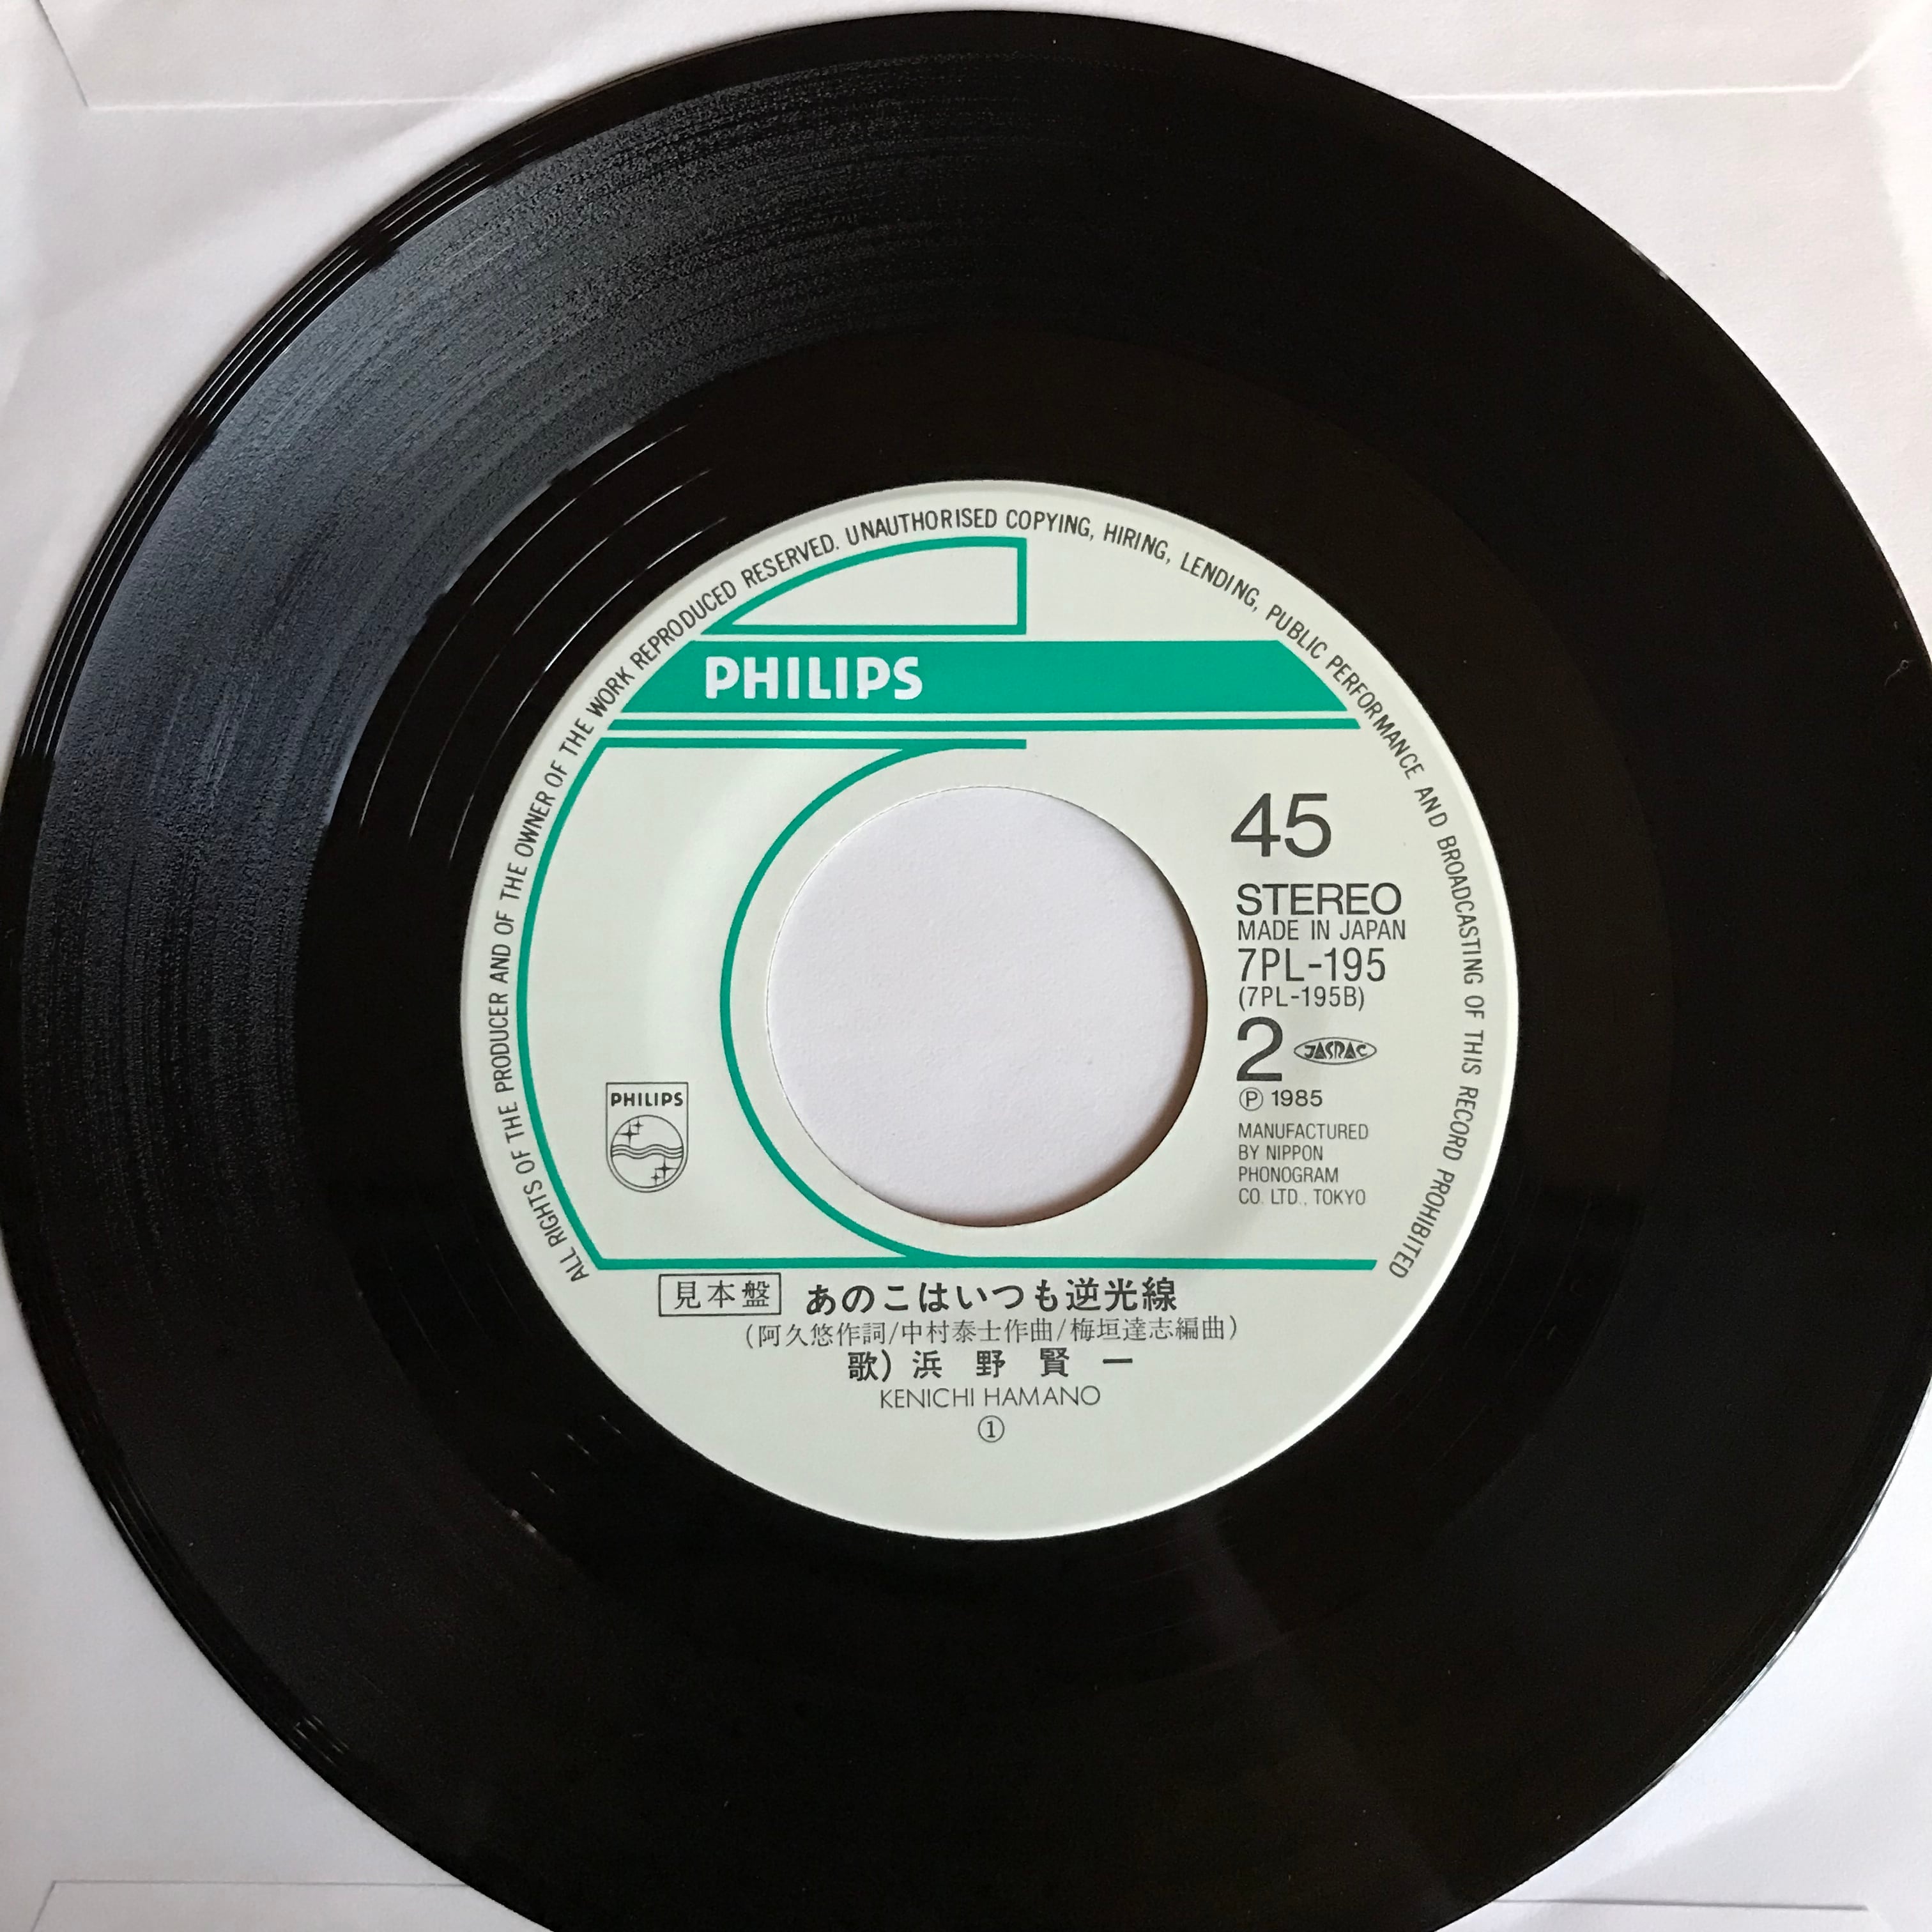 ALL RIGHTS OF THE PRODUCER AND OF THE OWNER OF THE WORK REPRODUCED RESERVED. UNAUTHORISED COPYING, HIRING, LENDING, PUBLIC PERFORMANCE AND BROADCASTING OF THIS RECORD PROHIBITED
PHILIPS
45
STEREO
MADE IN JAPAN
7PL-195
(7PL-195B)
2 JASRAC
Ⓟ 1985
MANUFACTURED
BY NIPPON
PHONOGRAM
CO. LTD., TOKYO
PHILIPS
見本盤 あのこはいつも逆光線
(阿久悠作詞/中村泰士作曲/梅垣達志編曲)
歌) 浜野賢一
KENICHI HAMANO
①